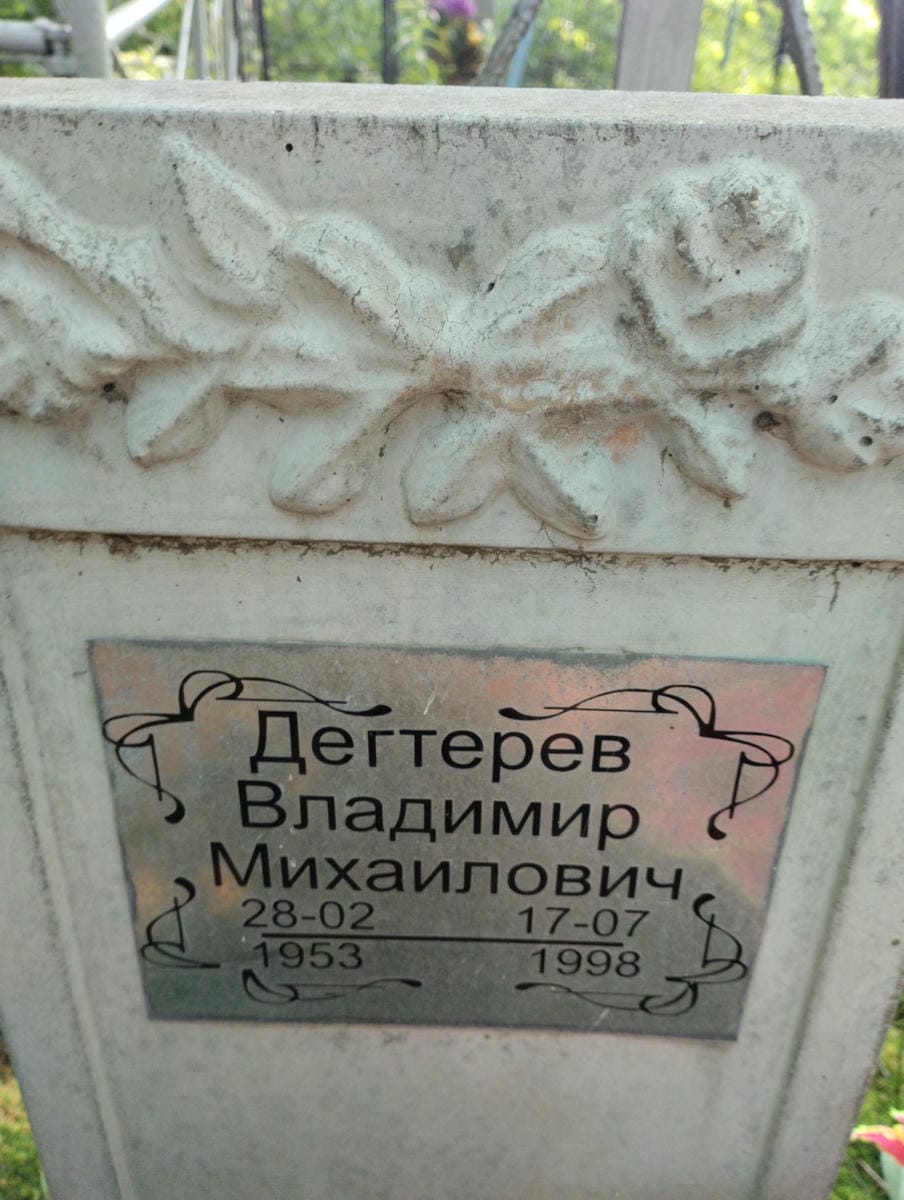 Дегтерев
Владимир
Михаилович
28-02 17-07
1953 1998